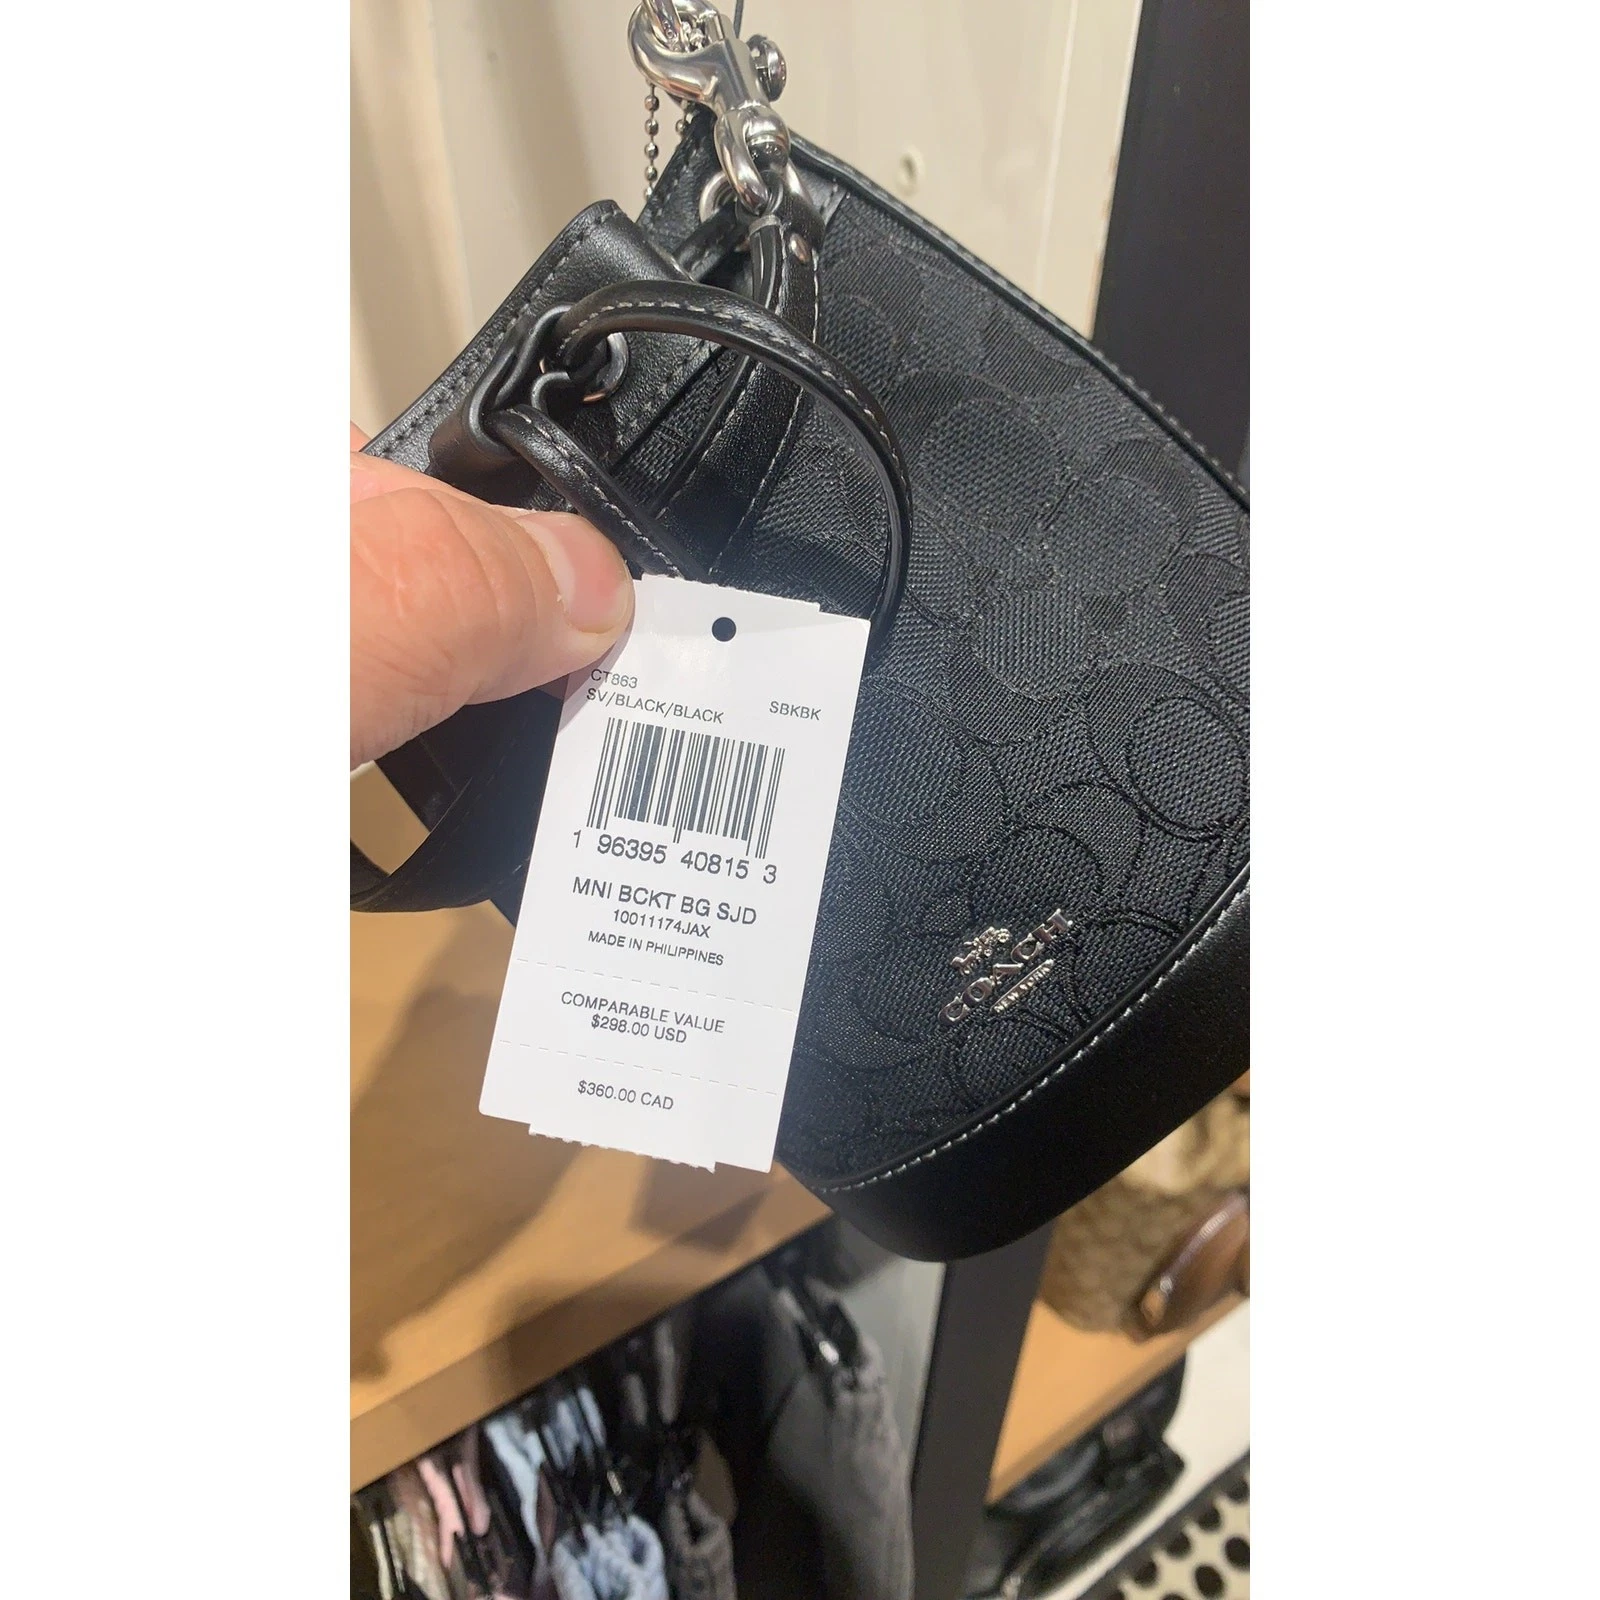 CT863
SV/BLACK/BLACK SBKBK
1 96395 40815 3
MNI BCKT BG SJD
10011174JAX
MADE IN PHILIPPINES
COMPARABLE VALUE
$298.00 USD
$360.00 CAD
COACH
NEW YORK